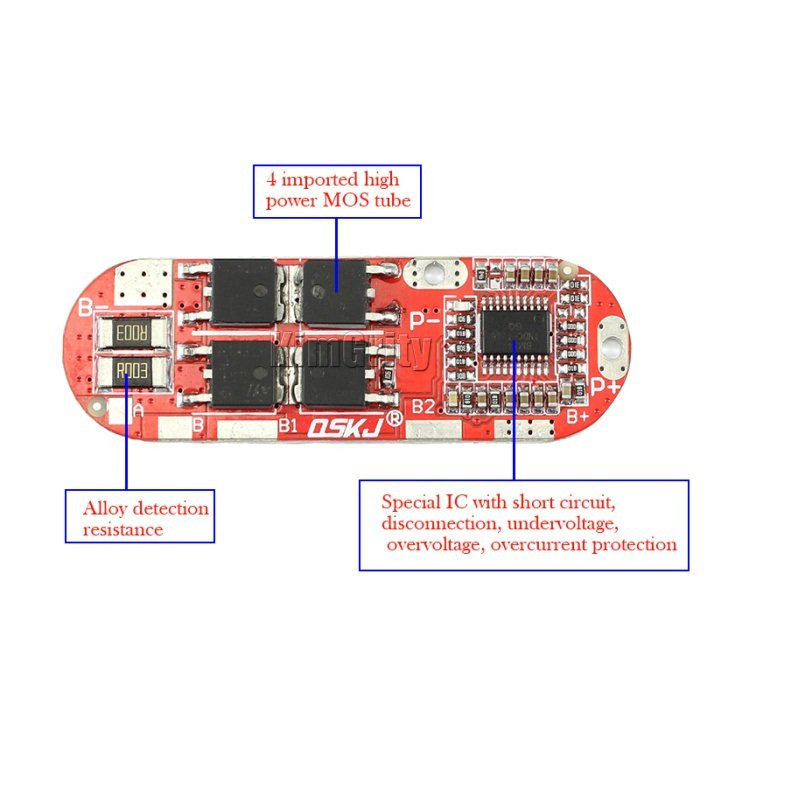 4 imported high
power MOS tube
B-
R003
R003
P-
P+
KimGrity
A
B
B1
QSKJ®
B2
B+
Alloy detection
resistance
Special IC with short circuit,
disconnection, undervoltage,
overvoltage, overcurrent protection